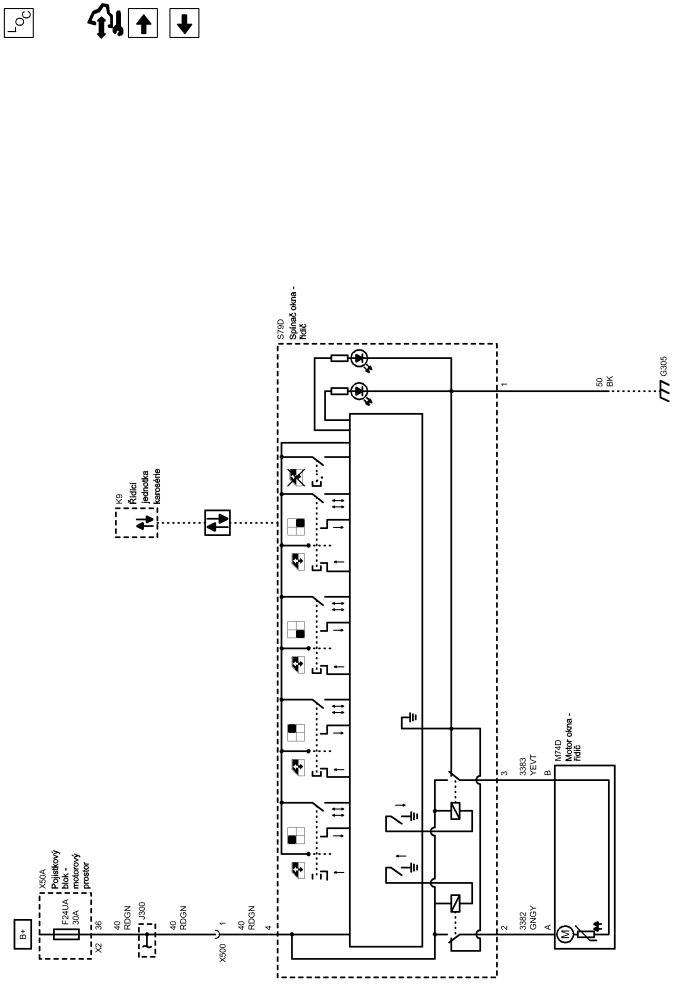 LOC
S79D
Spínač okna -
řidič
G305
50
BK
1
K9
Řídicí
jednotka
karosérie
M74D
Motor okna -
řidič
3
3383
YEVT
B
2
3382
GNGY
A
M
X50A
Pojistkový
blok -
motorový
prostor
B+
F24UA
30A
X2
36
40
RDGN
J300
40
RDGN
X500
1
40
RDGN
4